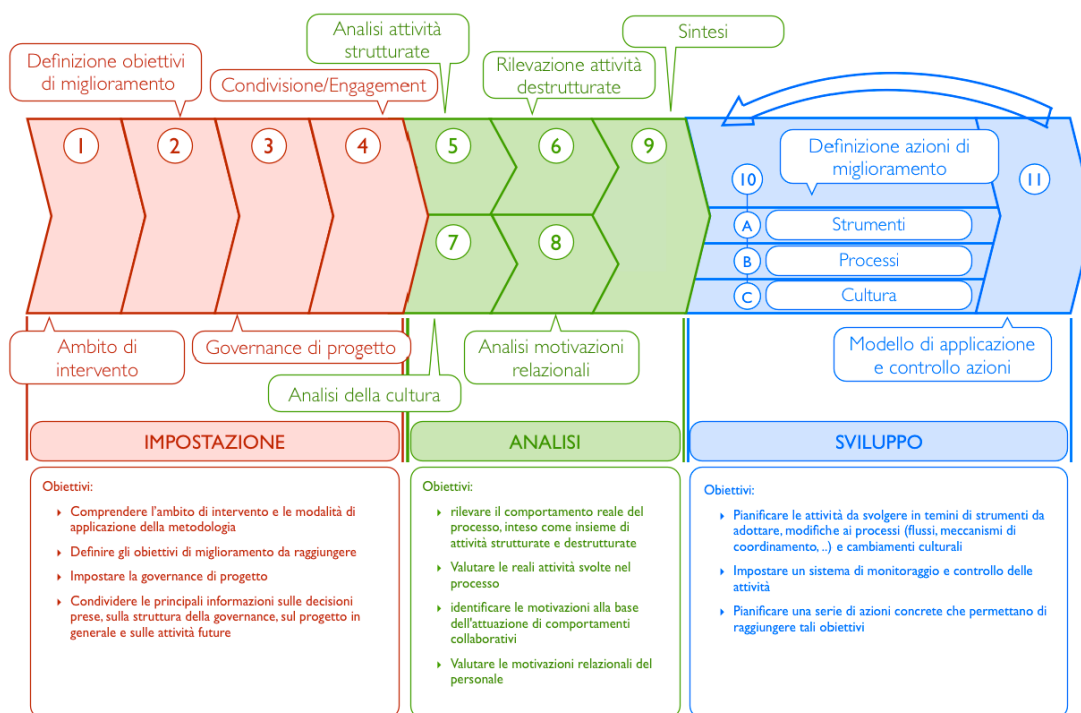 Definizione obiettivi
di miglioramento
Condivisione/Engagement
Analisi attività
strutturate
Rilevazione attività
destrutturate
Sintesi
1
2
3
4
5
6
7
8
9
10
Definizione azioni di
miglioramento
11
A
Strumenti
B
Processi
C
Cultura
Ambito di
intervento
Governance di progetto
Analisi della cultura
Analisi motivazioni
relazionali
Modello di applicazione
e controllo azioni
IMPOSTAZIONE
Obiettivi:
Comprendere l'ambito di intervento e le modalità di
applicazione della metodologia
Definire gli obiettivi di miglioramento da raggiungere
Impostare la governance di progetto
Condividere le principali informazioni sulle decisioni
prese, sulla struttura della governance, sul progetto in
generale e sulle attività future
ANALISI
Obiettivi:
rilevare il comportamento reale del
processo, inteso come insieme di
attività strutturate e destrutturate
Valutare le reali attività svolte nel
processo
identificare le motivazioni alla base
dell'attuazione di comportamenti
collaborativi
Valutare le motivazioni relazionali del
personale
SVILUPPO
Obiettivi:
Pianificare le attività da svolgere in temini di strumenti da
adottare, modifiche ai processi (flussi, meccanismi di
coordinamento, ..) e cambiamenti culturali
Impostare un sistema di monitoraggio e controllo delle
attività
Pianificare una serie di azioni concrete che permettano di
raggiungere tali obiettivi